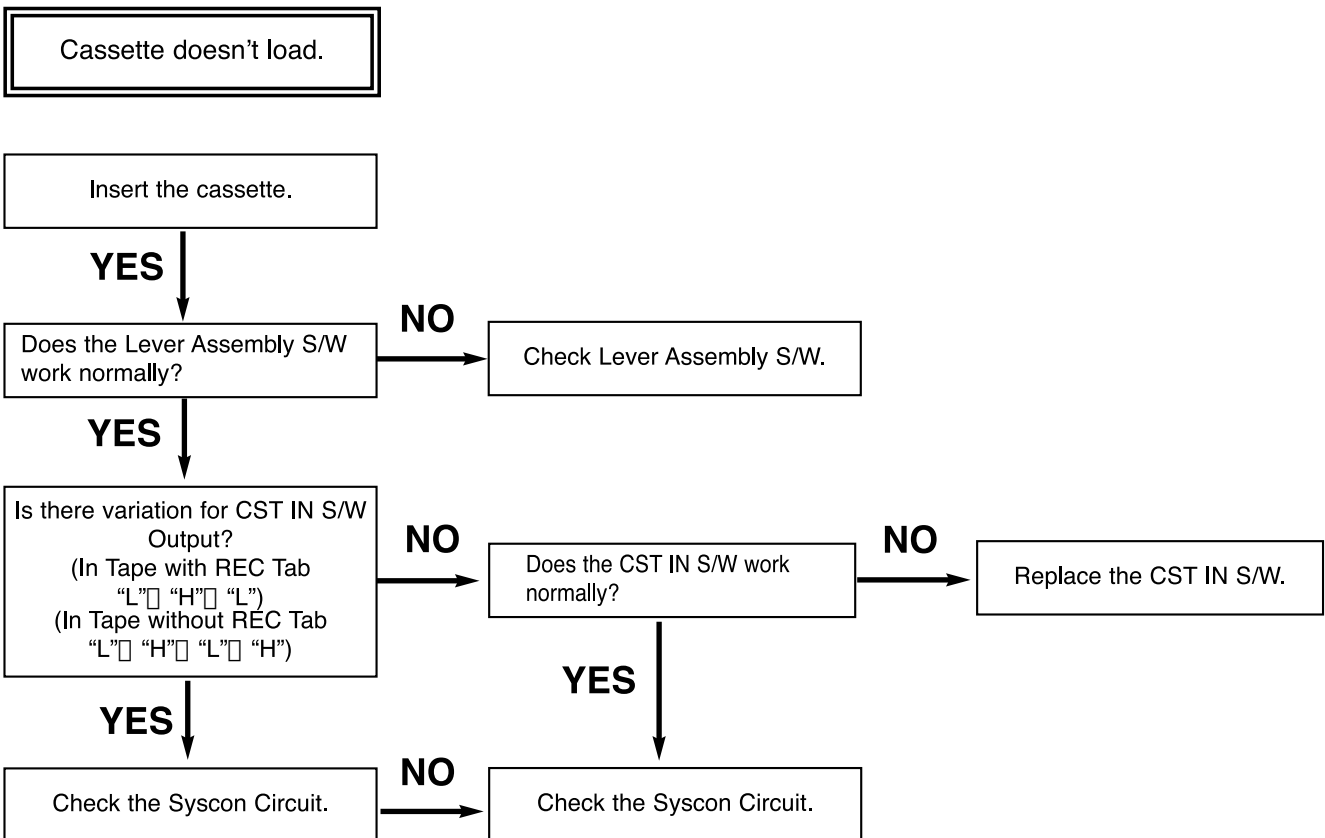 Cassette doesn't load.
Insert the cassette.
YES
Does the Lever Assembly S/W
work normally?
NO
Check Lever Assembly S/W.
YES
Is there variation for CST IN S/W
Output?
(In Tape with REC Tab
“L”▯ “H”▯ “L”)
(In Tape without REC Tab
“L”▯ “H”▯ “L”▯ “H”)
NO
Does the CST IN S/W work
normally?
NO
Replace the CST IN S/W.
YES
YES
Check the Syscon Circuit.
NO
Check the Syscon Circuit.